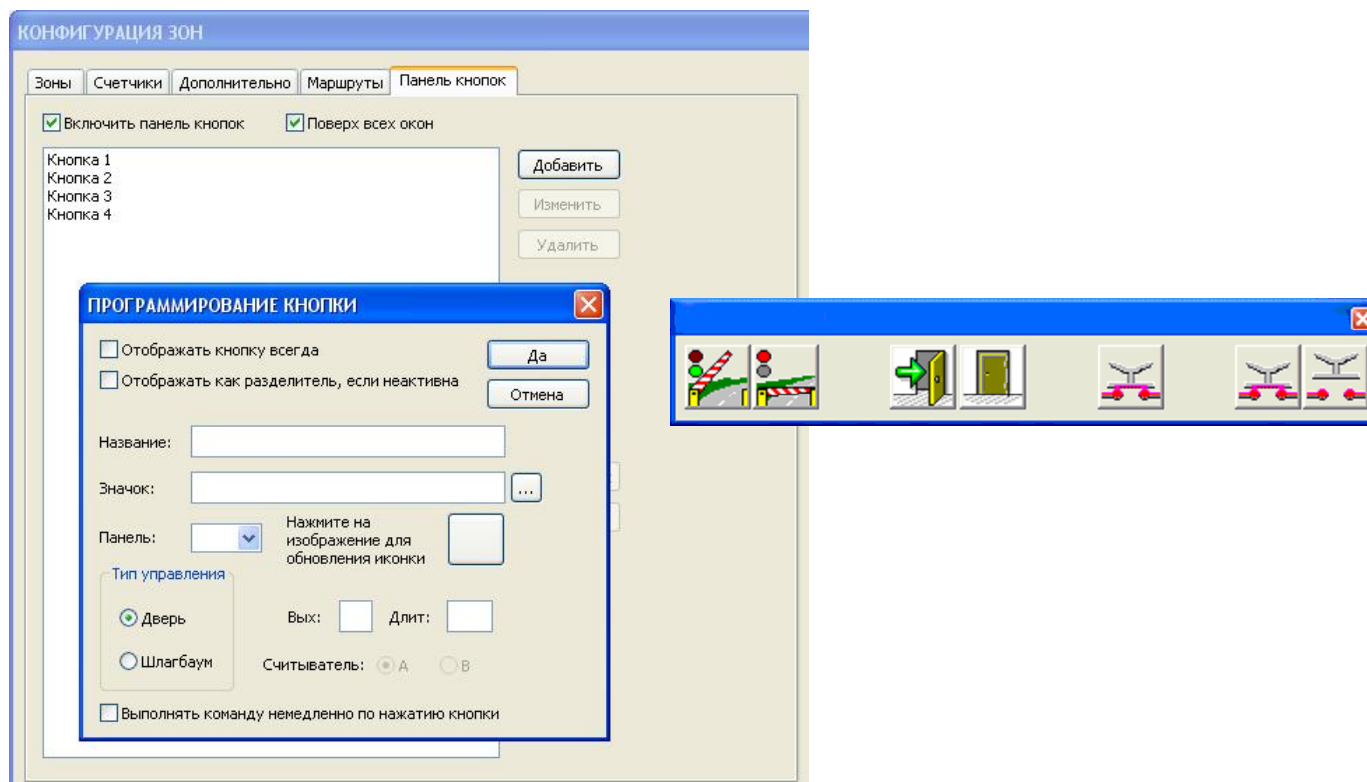 КОНФИГУРАЦИЯ ЗОН
Зоны Счетчики Дополнительно Маршруты Панель кнопок
Включить панель кнопок Поверх всех окон
Кнопка 1
Кнопка 2
Кнопка 3
Кнопка 4
Добавить
Изменить
Удалить
ПРОГРАММИРОВАНИЕ КНОПКИ
Отображать кнопку всегда
Отображать как разделитель, если неактивна
Да
Отмена
Название:
Значок: ...
Панель:
Нажмите на
изображение для
обновления иконки
Тип управления
Дверь
Шлагбаум
Вых: Длит:
Считыватель: A B
Выполнять команду немедленно по нажатию кнопки